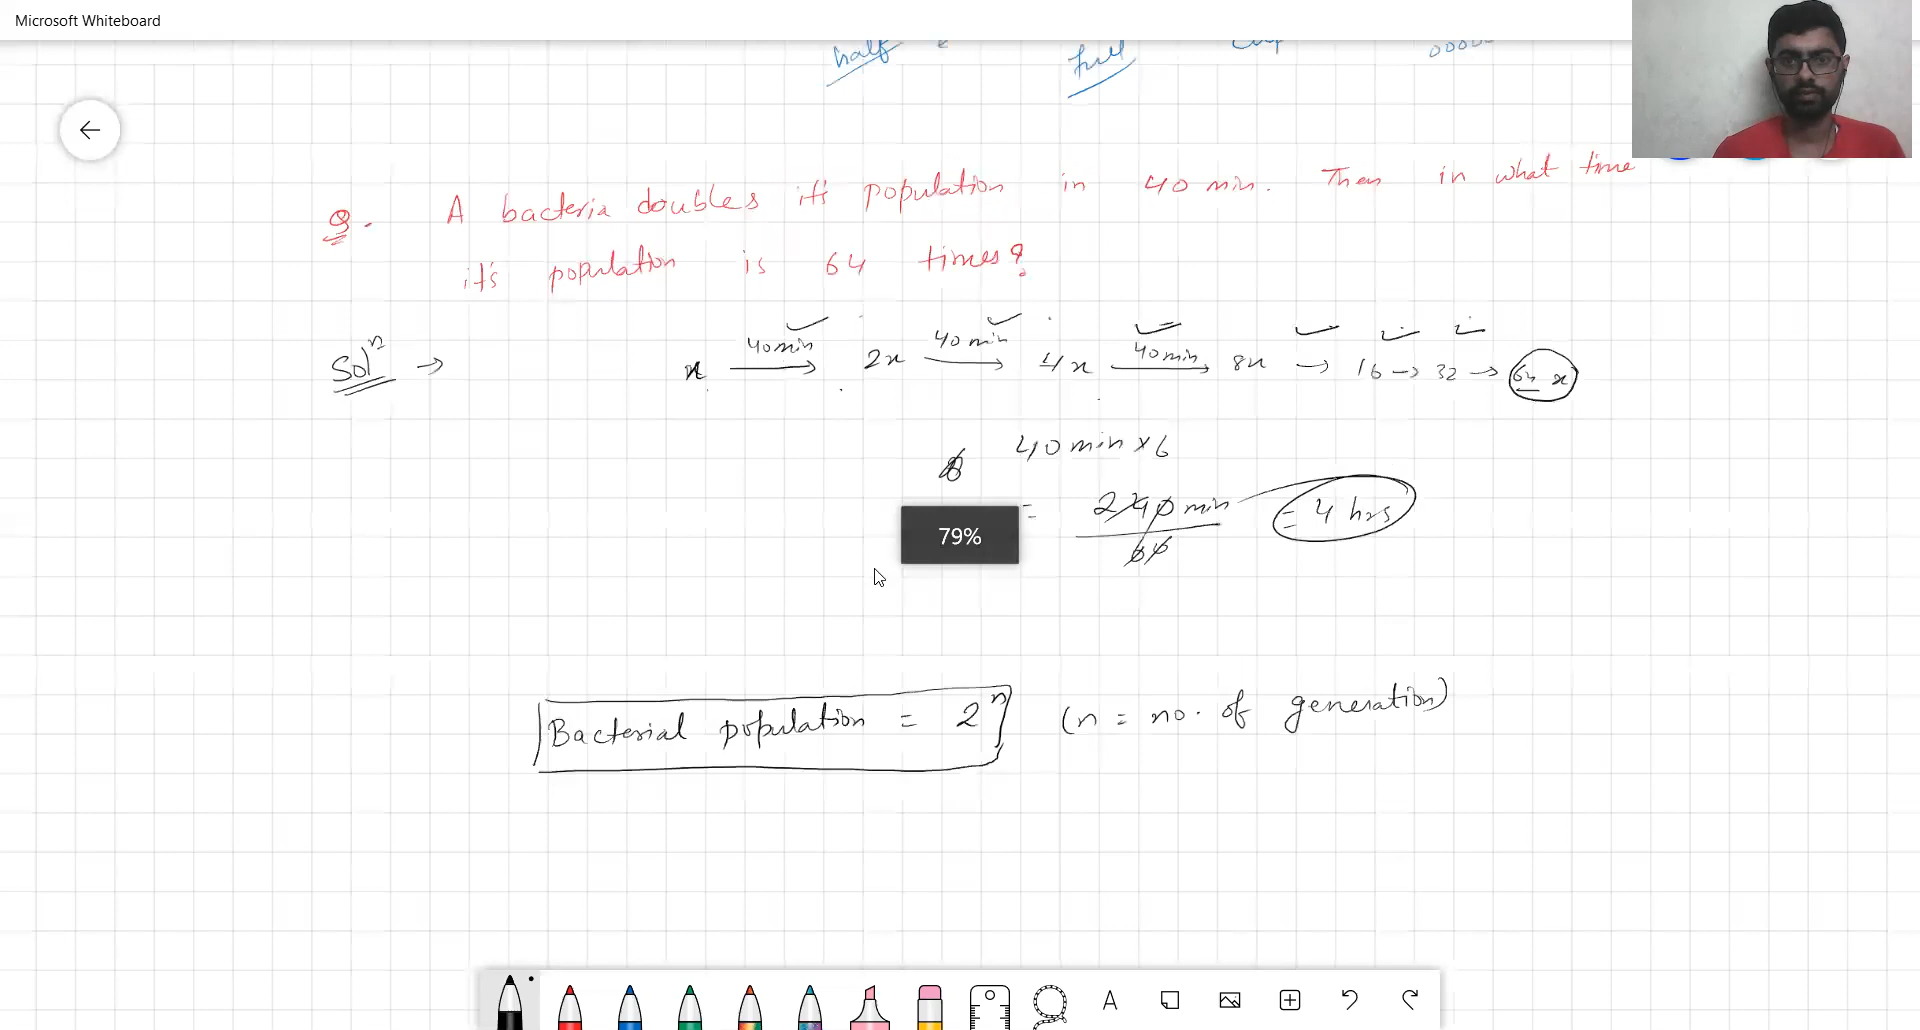 Microsoft Whiteboard
half full
Q. A bacteria doubles it's population in 40 min. Then in what time
it's population is 64 times?
Solⁿ → x 40min → 2x 40min → 4x 40min → 8x → 16 → 32 → 64 x
40 min × 6
= 240 min / 60 = 4 hrs
79%
Bacterial population = 2ⁿ (n = no. of generation)
A